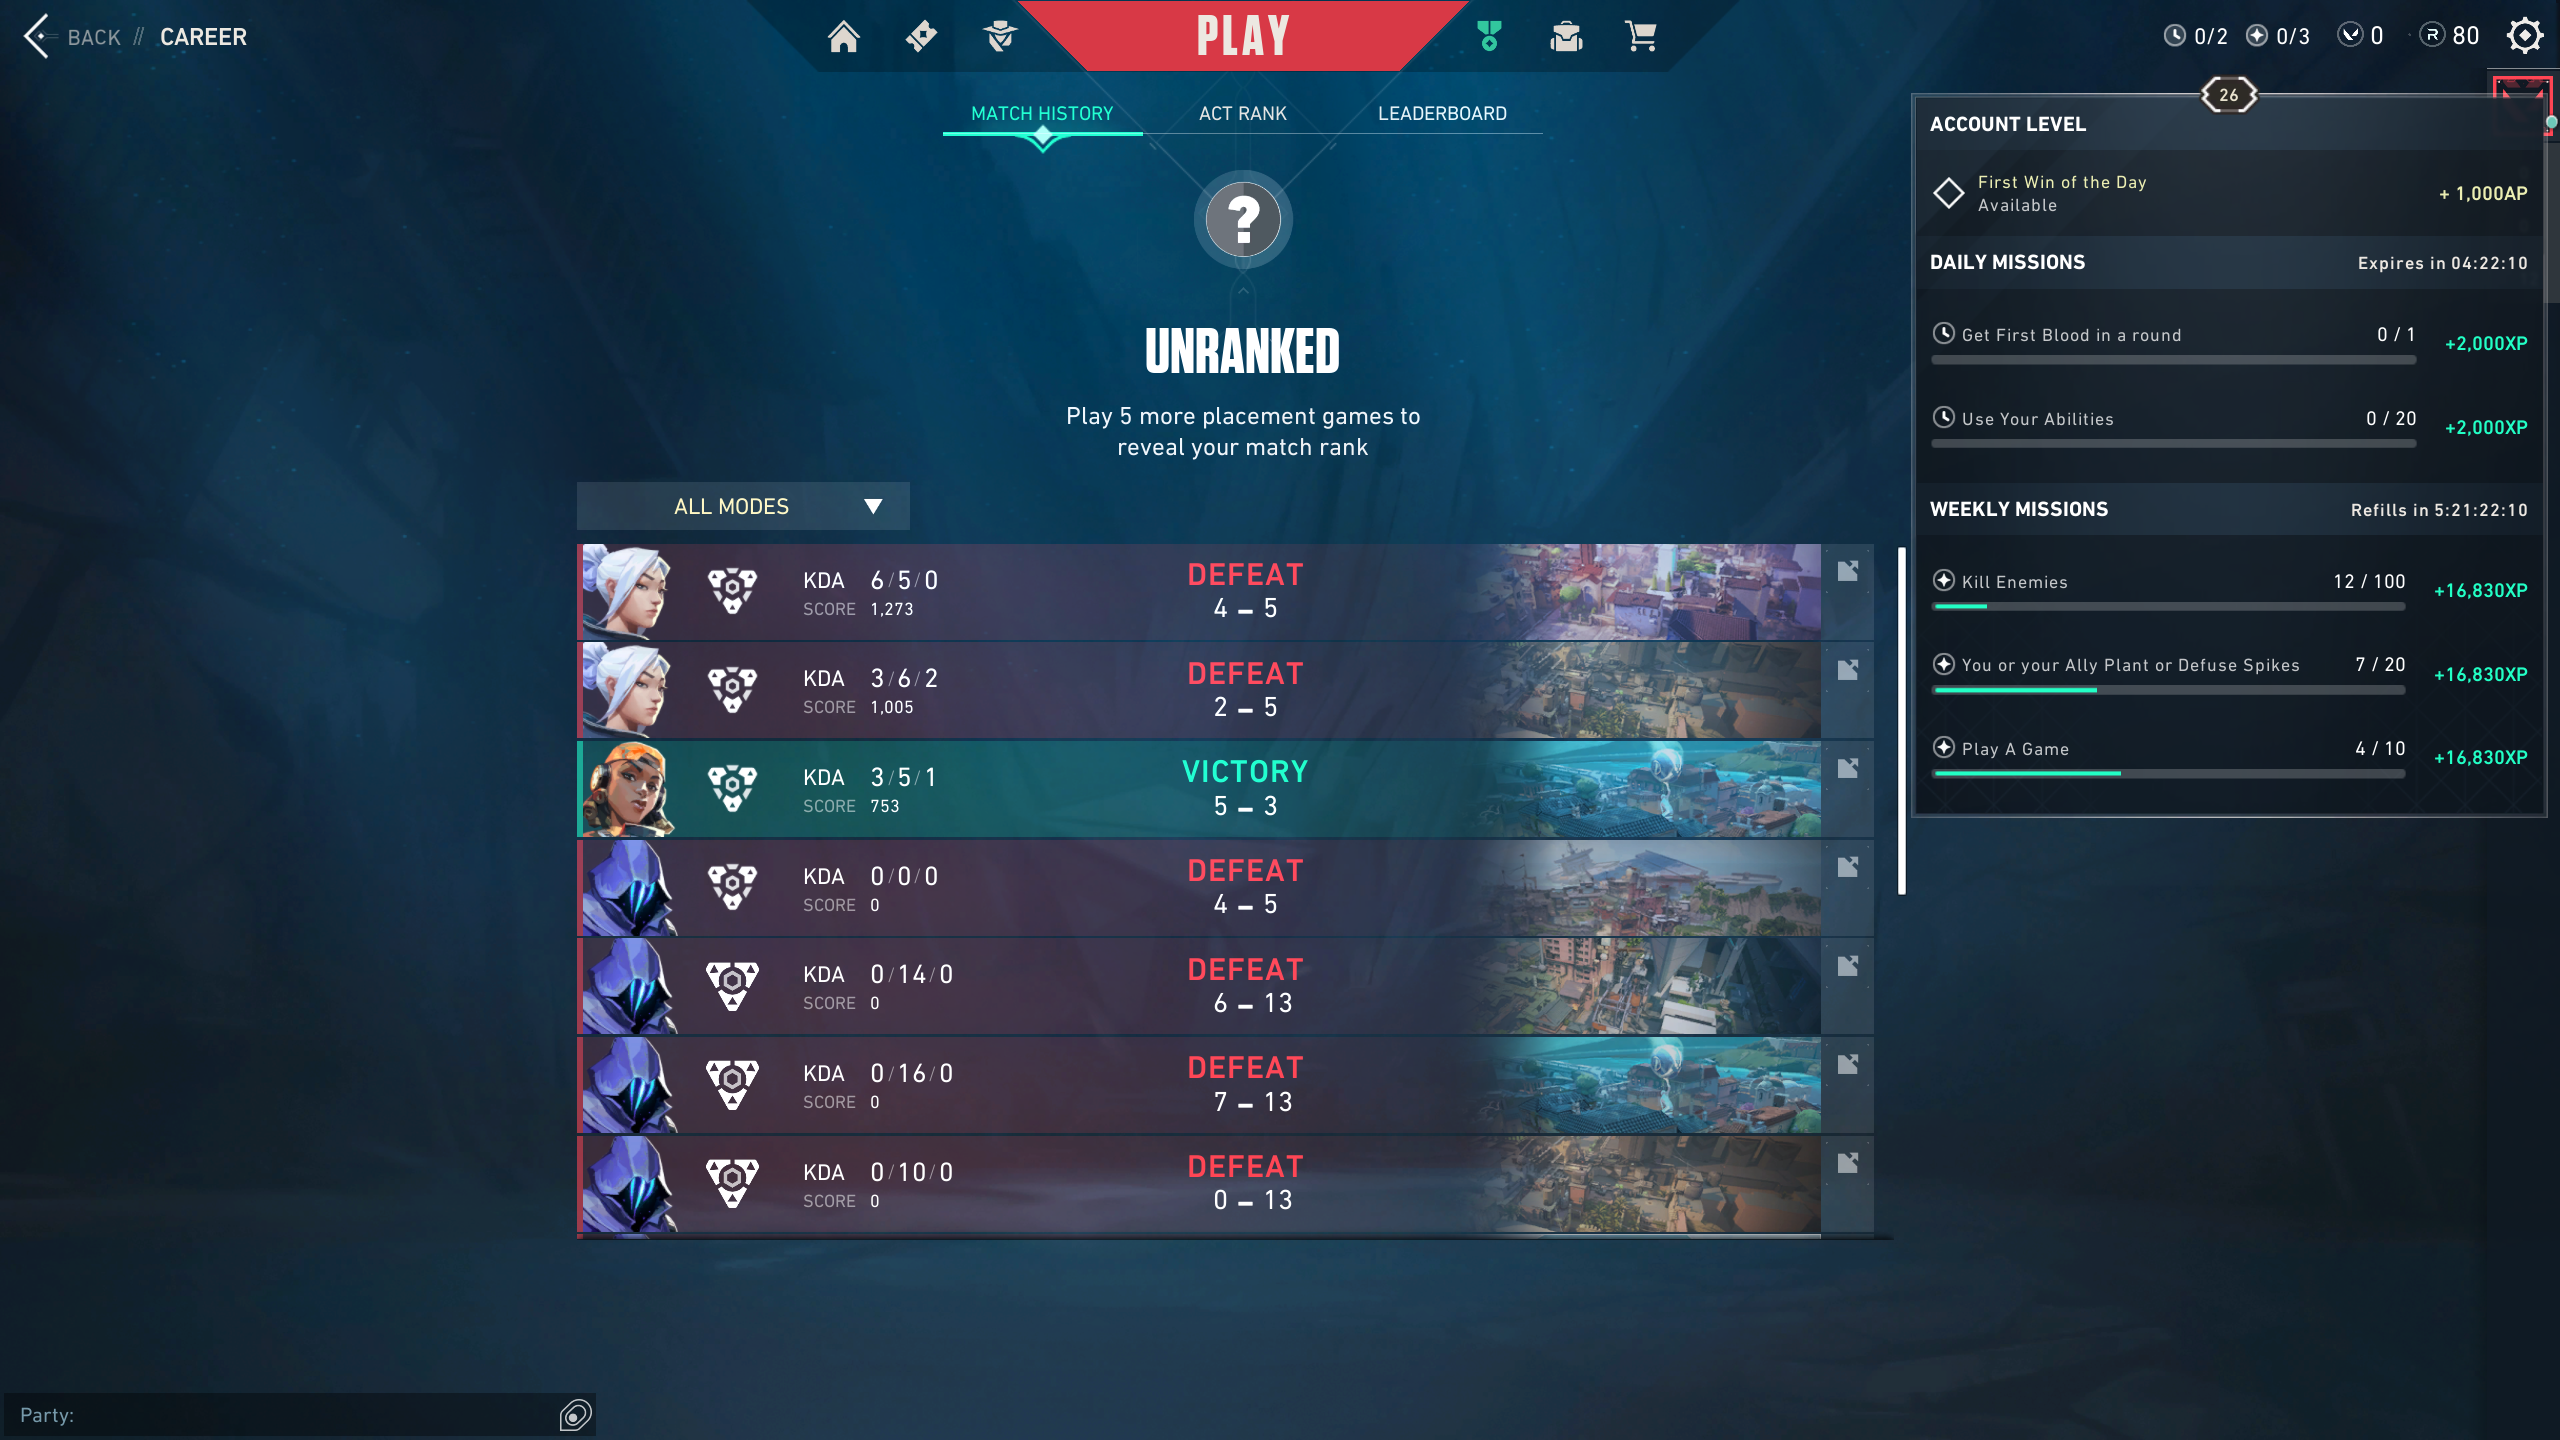 BACK // CAREER
PLAY
0/2 0/3 0 R 80
MATCH HISTORY ACT RANK LEADERBOARD
?
UNRANKED
Play 5 more placement games to
reveal your match rank
ALL MODES
KDA 6/5/0
SCORE 1,273
DEFEAT
4 – 5
KDA 3/6/2
SCORE 1,005
DEFEAT
2 – 5
KDA 3/5/1
SCORE 753
VICTORY
5 – 3
KDA 0/0/0
SCORE 0
DEFEAT
4 – 5
KDA 0/14/0
SCORE 0
DEFEAT
6 – 13
KDA 0/16/0
SCORE 0
DEFEAT
7 – 13
KDA 0/10/0
SCORE 0
DEFEAT
0 – 13
26
ACCOUNT LEVEL
First Win of the Day
Available
+ 1,000AP
DAILY MISSIONS Expires in 04:22:10
Get First Blood in a round 0 / 1 +2,000XP
Use Your Abilities 0 / 20 +2,000XP
WEEKLY MISSIONS Refills in 5:21:22:10
Kill Enemies 12 / 100 +16,830XP
You or your Ally Plant or Defuse Spikes 7 / 20 +16,830XP
Play A Game 4 / 10 +16,830XP
Party: